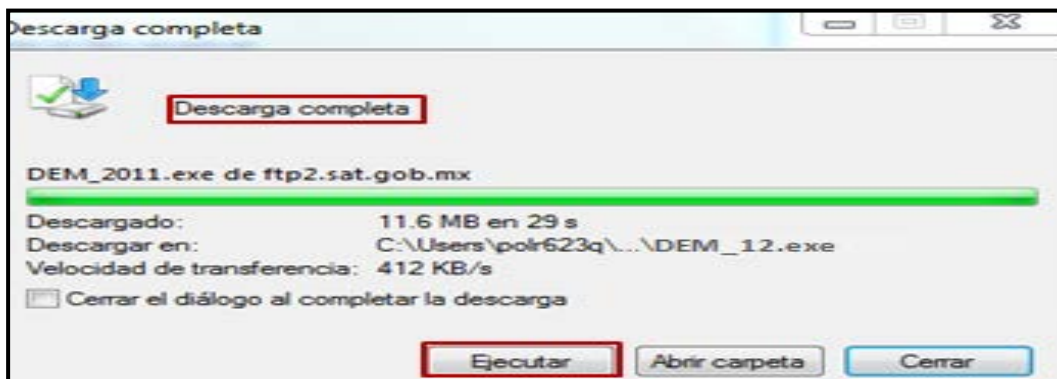 Descarga completa
Descarga completa
DEM_2011.exe de ftp2.sat.gob.mx
Descargado: 11.6 MB en 29 s
Descargar en: C:\Users\polr623q\...\DEM_12.exe
Velocidad de transferencia: 412 KB/s
Cerrar el diálogo al completar la descarga
Ejecutar Abrir carpeta Cerrar